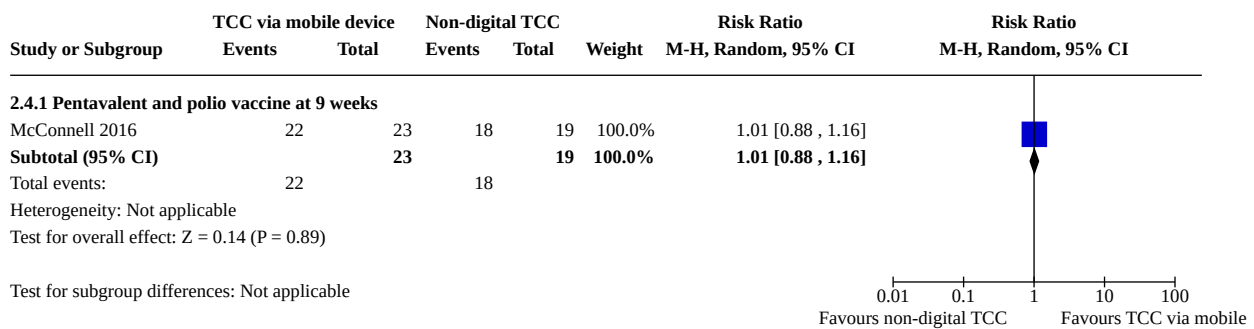 TCC via mobile device Non-digital TCC Risk Ratio Risk Ratio
Study or Subgroup Events Total Events Total Weight M-H, Random, 95% CI M-H, Random, 95% CI
2.4.1 Pentavalent and polio vaccine at 9 weeks
McConnell 2016 22 23 18 19 100.0% 1.01 [0.88 , 1.16]
Subtotal (95% CI) 23 19 100.0% 1.01 [0.88 , 1.16]
Total events: 22 18
Heterogeneity: Not applicable
Test for overall effect: Z = 0.14 (P = 0.89)
Test for subgroup differences: Not applicable
0.01 0.1 1 10 100
Favours non-digital TCC Favours TCC via mobile